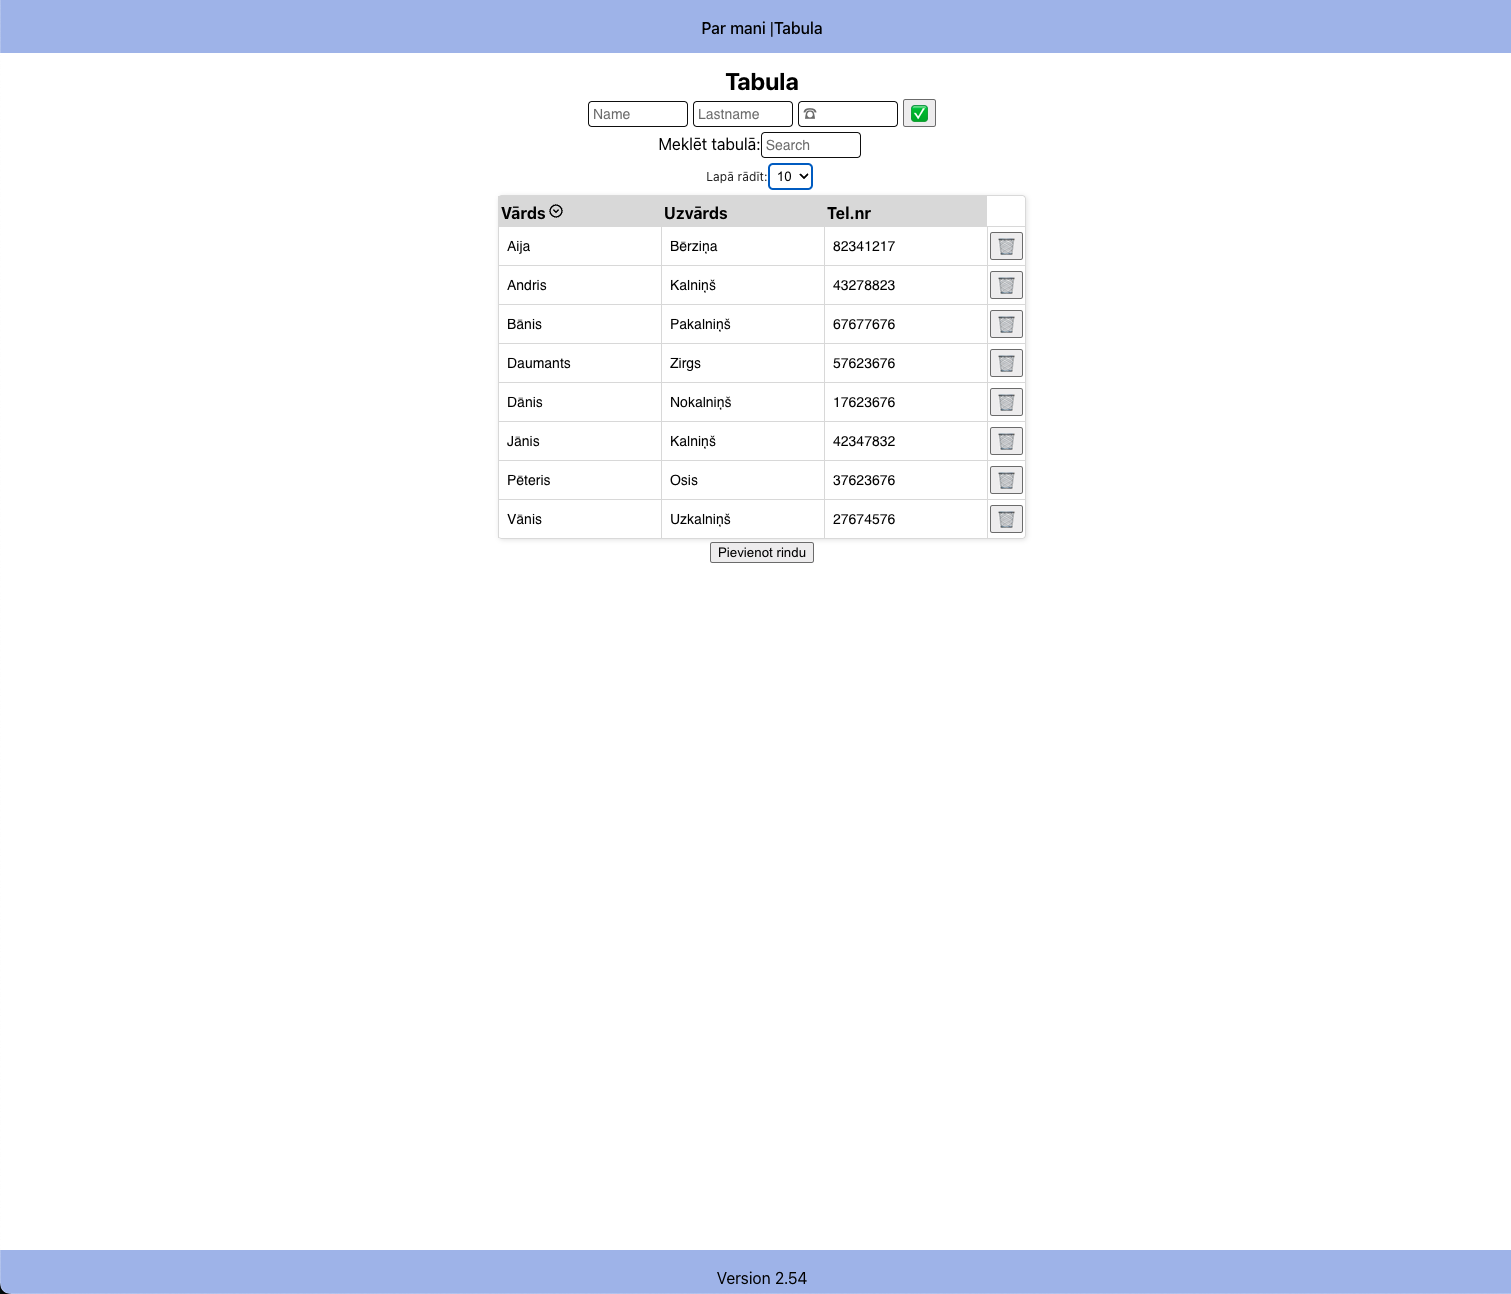 Par mani |Tabula
Tabula
Name Lastname ☎ ✅
Meklēt tabulā: Search
Lapā rādīt: 10
Vārds Uzvārds Tel.nr
Aija Bērziņa 82341217
Andris Kalniņš 43278823
Bānis Pakalniņš 67677676
Daumants Zirgs 57623676
Dānis Nokalniņš 17623676
Jānis Kalniņš 42347832
Pēteris Osis 37623676
Vānis Uzkalniņš 27674576
Pievienot rindu
Version 2.54